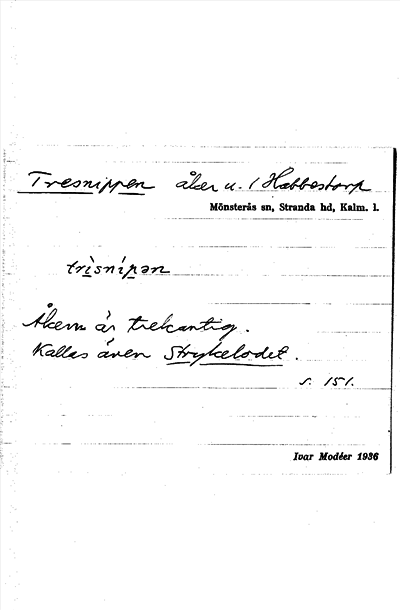 Tresnippen åker u. 1 Habbestorp
Mönsterås sn, Stranda hd, Kalm. l.
trìsnípən
Åkern är trekantig.
Kallas även Strykelodet.
s. 151.
Ivar Modéer 1936